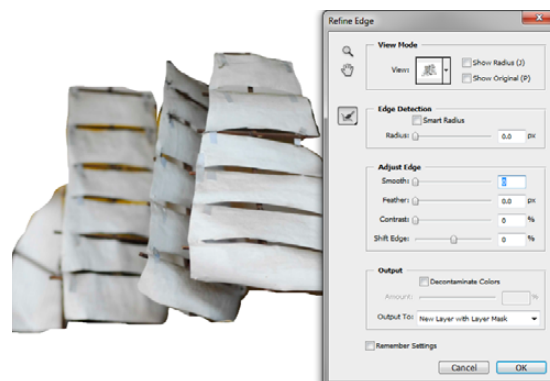 Refine Edge
View Mode
View:
Show Radius (J)
Show Original (P)
Edge Detection
Smart Radius
Radius: 0.0 px
Adjust Edge
Smooth: 0
Feather: 0.0 px
Contrast: 0 %
Shift Edge: 0 %
Output
Decontaminate Colors
Amount: %
Output To: New Layer with Layer Mask
Remember Settings
Cancel OK